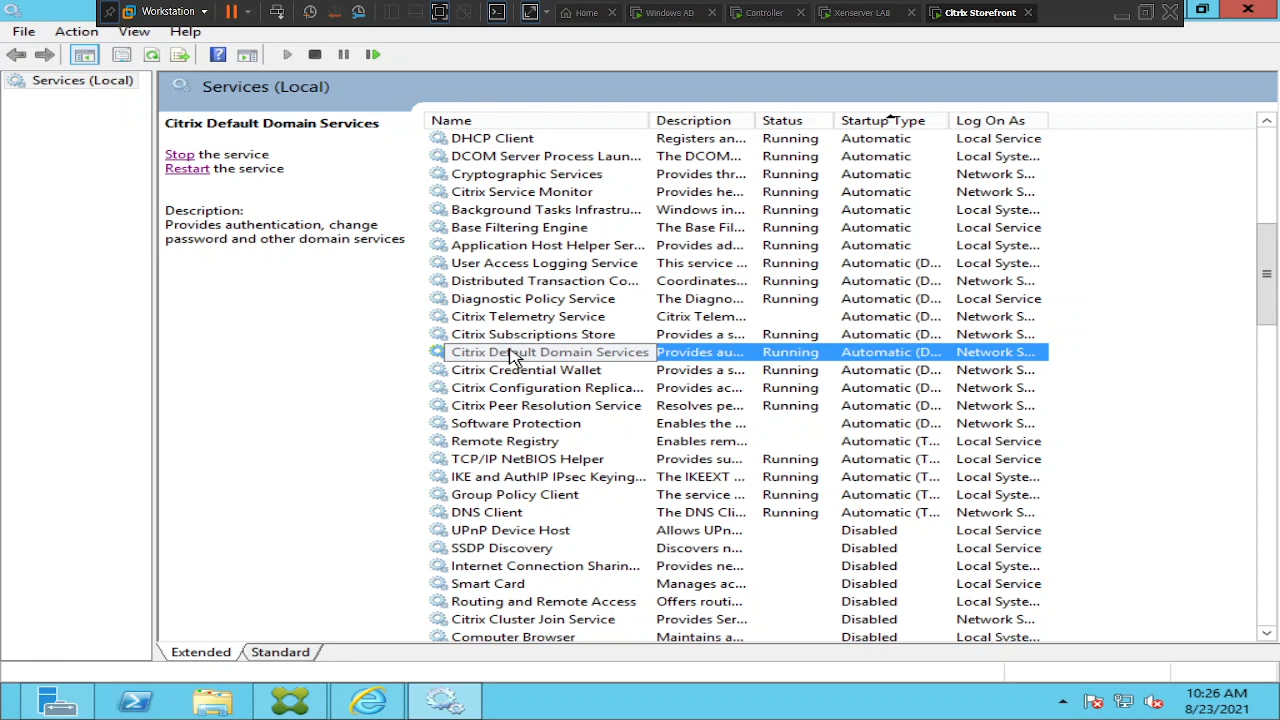 Workstation
Home
Windows AD
Controller
Xenserver LAB
Citrix Storefront
File Action View Help
Services (Local)
Services (Local)
Citrix Default Domain Services
Stop the service
Restart the service
Description:
Provides authentication, change
password and other domain services
Name Description Status Startup Type Log On As
DHCP Client Registers an... Running Automatic Local Service
DCOM Server Process Laun... The DCOM... Running Automatic Local Syste...
Cryptographic Services Provides thr... Running Automatic Network S...
Citrix Service Monitor Provides he... Running Automatic Network S...
Background Tasks Infrastru... Windows in... Running Automatic Local Syste...
Base Filtering Engine The Base Fil... Running Automatic Local Service
Application Host Helper Ser... Provides ad... Running Automatic Local Syste...
User Access Logging Service This service ... Running Automatic (D... Local Syste...
Distributed Transaction Co... Coordinates... Running Automatic (D... Network S...
Diagnostic Policy Service The Diagno... Running Automatic (D... Local Service
Citrix Telemetry Service Citrix Telem... Automatic (D... Network S...
Citrix Subscriptions Store Provides a s... Running Automatic (D... Network S...
Citrix Default Domain Services Provides au... Running Automatic (D... Network S...
Citrix Credential Wallet Provides a s... Running Automatic (D... Network S...
Citrix Configuration Replica... Provides ac... Running Automatic (D... Network S...
Citrix Peer Resolution Service Resolves pe... Running Automatic (D... Network S...
Software Protection Enables the ... Automatic (D... Network S...
Remote Registry Enables rem... Automatic (T... Local Service
TCP/IP NetBIOS Helper Provides su... Running Automatic (T... Local Service
IKE and AuthIP IPsec Keying... The IKEEXT ... Running Automatic (T... Local Syste...
Group Policy Client The service ... Running Automatic (T... Local Syste...
DNS Client The DNS Cli... Running Automatic (T... Network S...
UPnP Device Host Allows UPn... Disabled Local Service
SSDP Discovery Discovers n... Disabled Local Service
Internet Connection Sharin... Provides ne... Disabled Local Syste...
Smart Card Manages ac... Disabled Local Service
Routing and Remote Access Offers routi... Disabled Local Syste...
Citrix Cluster Join Service Provides Ser... Disabled Network S...
Computer Browser Maintains a... Disabled Local Syste...
Extended Standard
10:26 AM
8/23/2021